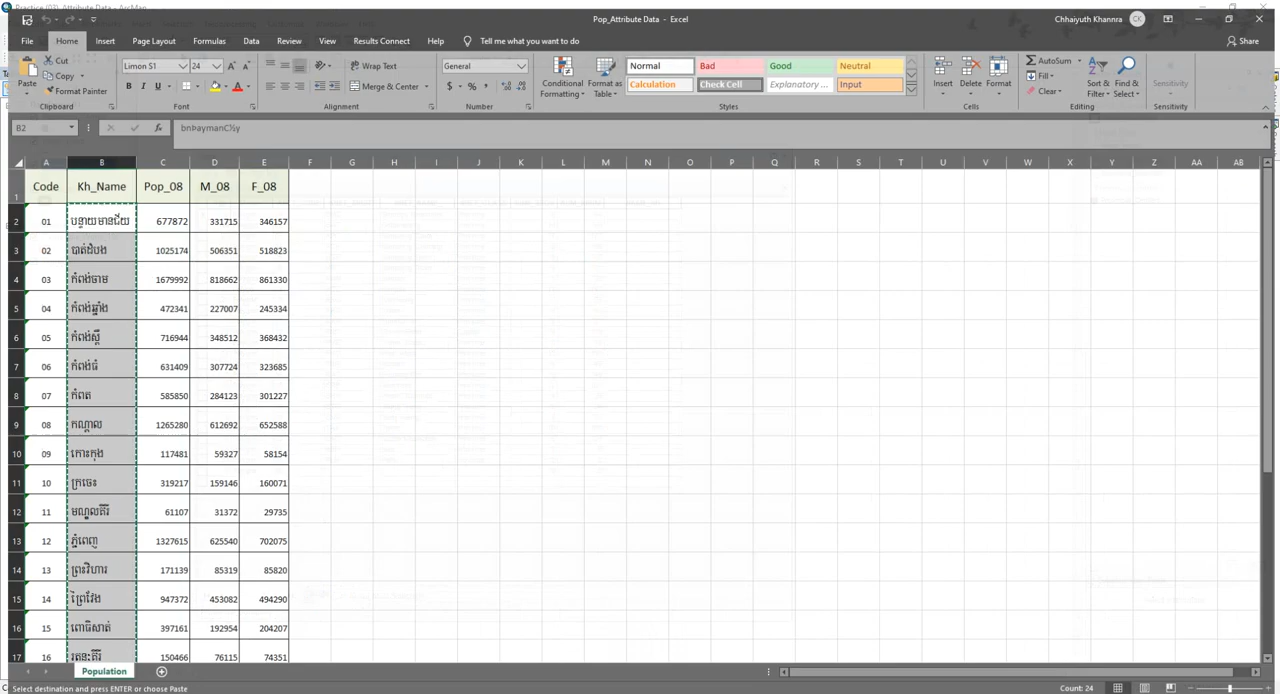 Practice (03)_Attribute Data - ArcMap
Pop_Attribute Data - Excel
Chhaiyuth Khannra CK
File Home Insert Page Layout Formulas Data Review View Results Connect Help Tell me what you want to do Share
Cut
Copy
Format Painter
Paste
Limon S1 24
B I U
Wrap Text
Merge & Center
General
$ % ,
Conditional Formatting
Format as Table
Normal Bad Good Neutral
Calculation Check Cell Explanatory ... Input
Insert Delete Format
AutoSum
Fill
Clear
Sort & Filter
Find & Select
Sensitivity
Clipboard Font Alignment Number Styles Cells Editing Sensitivity
B2 fx bnÞaymanC½y
A B C D E F G H I J K L M N O P Q R S T U V W X Y Z AA AB
1 Code Kh_Name Pop_08 M_08 F_08
2 01 បន្ទាយមានជ័យ 677872 331715 346157
3 02 បាត់ដំបង 1025174 506351 518823
4 03 កំពង់ចាម 1679992 818662 861330
5 04 កំពង់ឆ្នាំង 472341 227007 245334
6 05 កំពង់ស្ពឺ 716944 348512 368432
7 06 កំពង់ធំ 631409 307724 323685
8 07 កំពត 585850 284123 301227
9 08 កណ្តាល 1265280 612692 652588
10 09 កោះកុង 117481 59327 58154
11 10 ក្រចេះ 319217 159146 160071
12 11 មណ្ឌលគីរី 61107 31372 29735
13 12 ភ្នំពេញ 1327615 625540 702075
14 13 ព្រះវិហារ 171139 85319 85820
15 14 ព្រៃវែង 947372 453082 494290
16 15 ពោធិ៍សាត់ 397161 192954 204207
17 16 រតនៈគីរី 150466 76115 74351
Population
Select destination and press ENTER or choose Paste
Count: 24